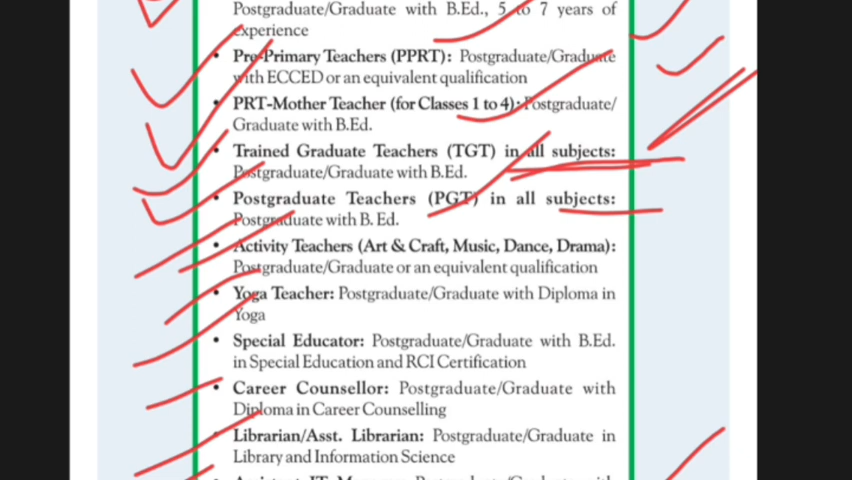 Postgraduate/Graduate with B.Ed., 5 to 7 years of
experience
• Pre-Primary Teachers (PPRT): Postgraduate/Graduate
with ECCED or an equivalent qualification
• PRT-Mother Teacher (for Classes 1 to 4): Postgraduate/
Graduate with B.Ed.
• Trained Graduate Teachers (TGT) in all subjects:
Postgraduate/Graduate with B.Ed.
• Postgraduate Teachers (PGT) in all subjects:
Postgraduate with B. Ed.
• Activity Teachers (Art & Craft, Music, Dance, Drama):
Postgraduate/Graduate or an equivalent qualification
• Yoga Teacher: Postgraduate/Graduate with Diploma in
Yoga
• Special Educator: Postgraduate/Graduate with B.Ed.
in Special Education and RCI Certification
• Career Counsellor: Postgraduate/Graduate with
Diploma in Career Counselling
• Librarian/Asst. Librarian: Postgraduate/Graduate in
Library and Information Science